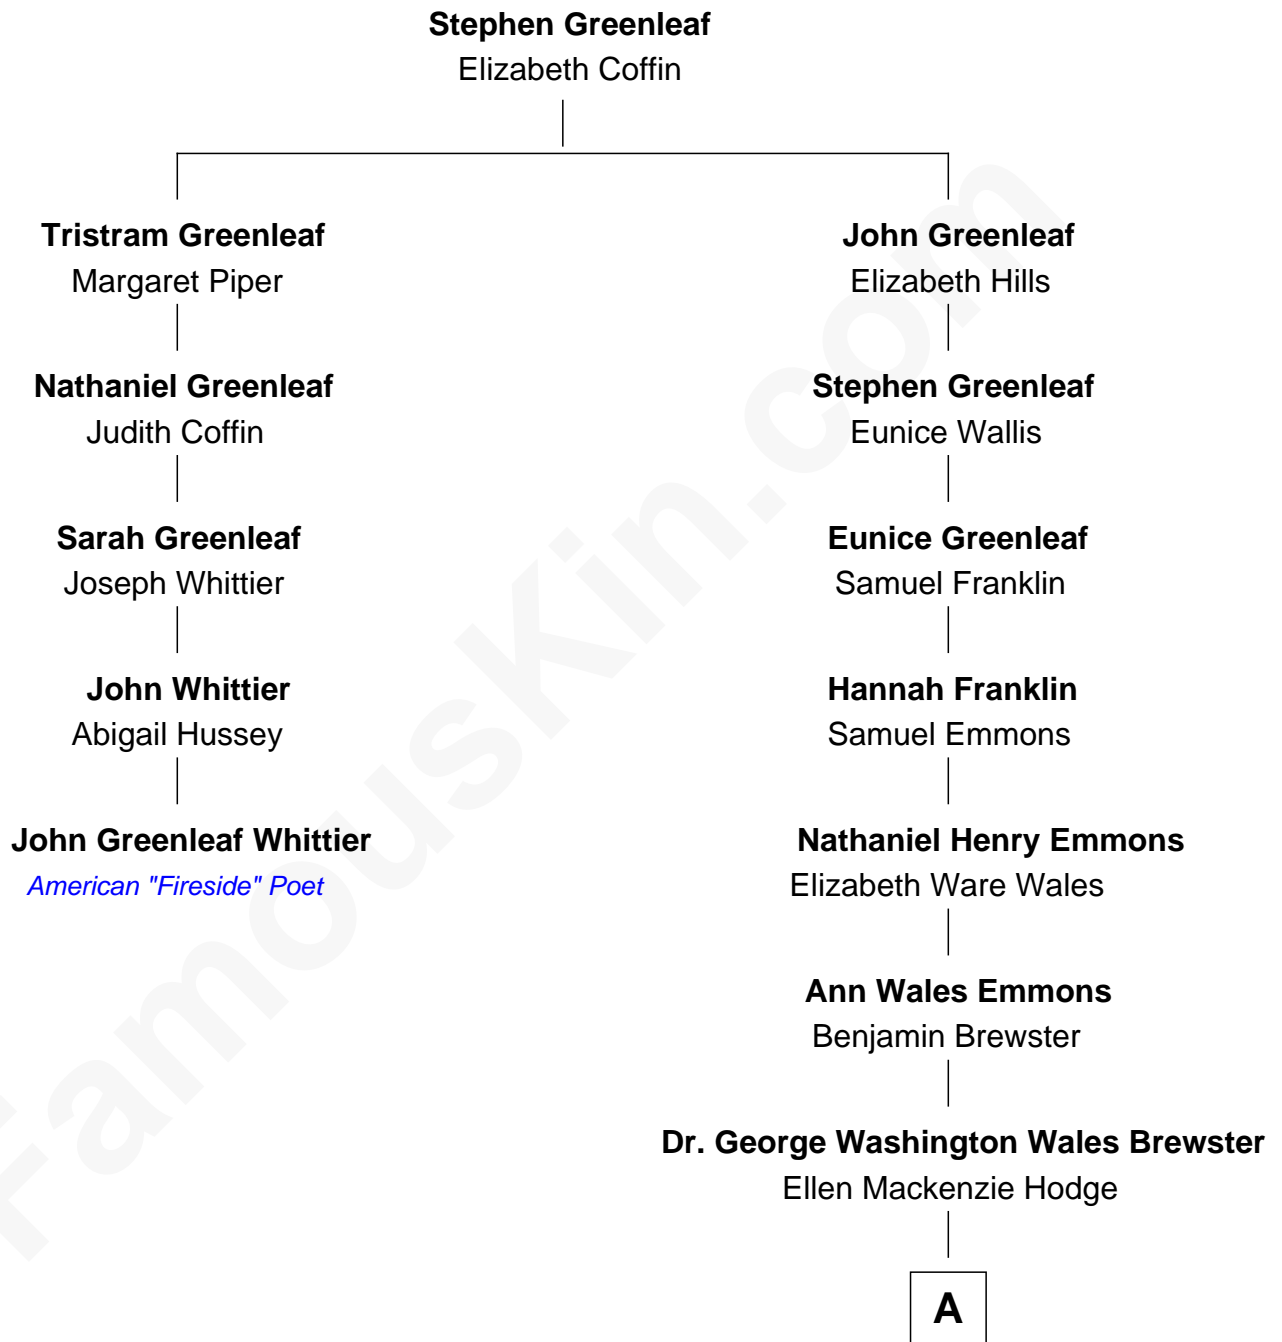 Stephen Greenleaf
Elizabeth Coffin
Tristram Greenleaf
Margaret Piper
John Greenleaf
Elizabeth Hills
Nathaniel Greenleaf
Judith Coffin
Stephen Greenleaf
Eunice Wallis
Sarah Greenleaf
Joseph Whittier
Eunice Greenleaf
Samuel Franklin
John Whittier
Abigail Hussey
Hannah Franklin
Samuel Emmons
John Greenleaf Whittier
American "Fireside" Poet
Nathaniel Henry Emmons
Elizabeth Ware Wales
Ann Wales Emmons
Benjamin Brewster
Dr. George Washington Wales Brewster
Ellen Mackenzie Hodge
A
FamousKin.com